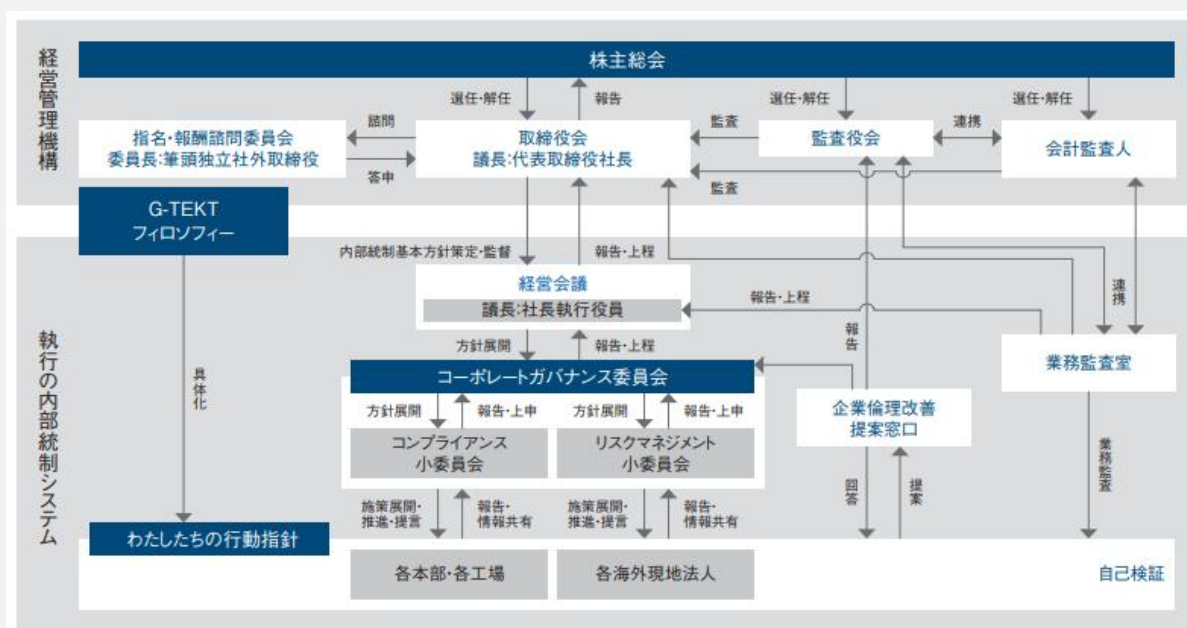 経営管理機構
株主総会
選任・解任
報告
選任・解任
選任・解任
指名・報酬諮問委員会
委員長:筆頭独立社外取締役
諮問
答申
取締役会
議長:代表取締役社長
監査
監査役会
連携
会計監査人
監査
G-TEKT
フィロソフィー
執行の内部統制システム
内部統制基本方針策定・監督
報告・上程
経営会議
議長:社長執行役員
報告・上程
連携
方針展開
報告・上程
報告
業務監査室
具体化
コーポレートガバナンス委員会
方針展開
報告・上申
方針展開
報告・上申
企業倫理改善
提案窓口
コンプライアンス
小委員会
リスクマネジメント
小委員会
業務監査
回答
提案
施策展開・
推進・提言
報告・
情報共有
施策展開・
推進・提言
報告・
情報共有
わたしたちの行動指針
各本部・各工場
各海外現地法人
自己検証